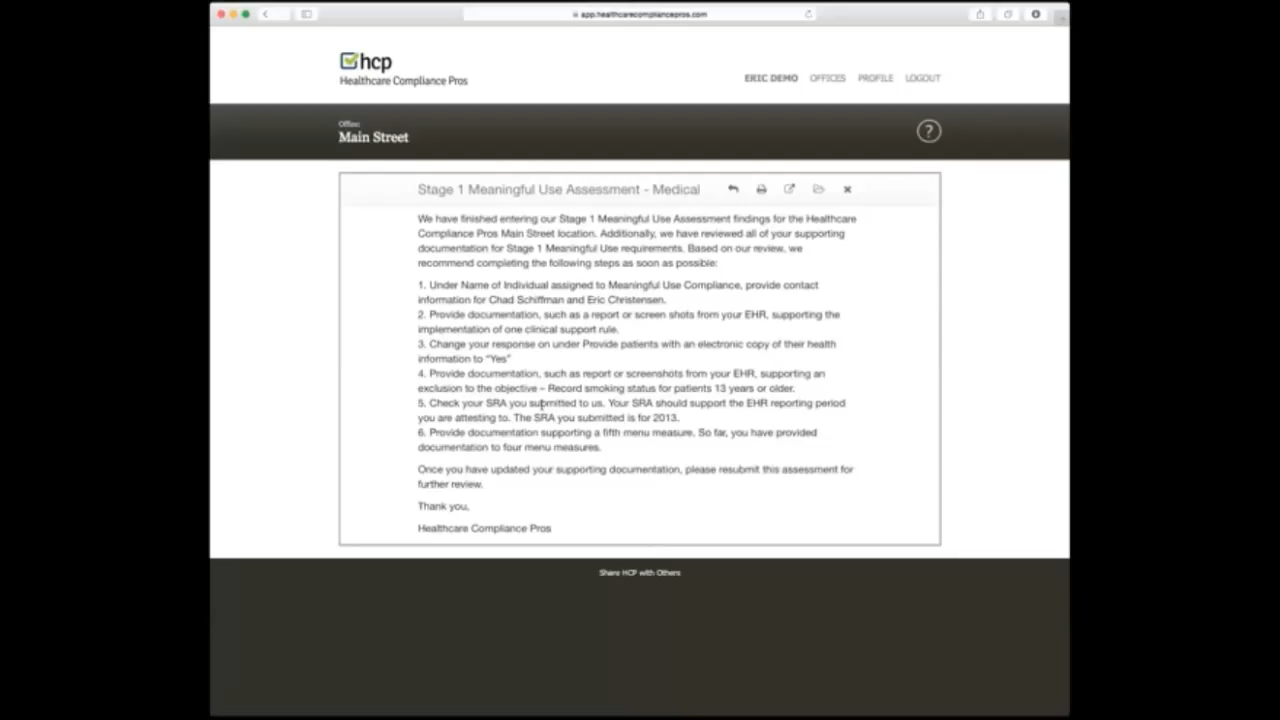 app.healthcarecompliancepros.com
hcp
Healthcare Compliance Pros
ERIC DEMO OFFICES PROFILE LOGOUT
Office:
Main Street
?
Stage 1 Meaningful Use Assessment - Medical
We have finished entering our Stage 1 Meaningful Use Assessment findings for the Healthcare
Compliance Pros Main Street location. Additionally, we have reviewed all of your supporting
documentation for Stage 1 Meaningful Use requirements. Based on our review, we
recommend completing the following steps as soon as possible:
1. Under Name of Individual assigned to Meaningful Use Compliance, provide contact
information for Chad Schiffman and Eric Christensen.
2. Provide documentation, such as a report or screen shots from your EHR, supporting the
implementation of one clinical support rule.
3. Change your response on under Provide patients with an electronic copy of their health
information to “Yes”
4. Provide documentation, such as report or screenshots from your EHR, supporting an
exclusion to the objective – Record smoking status for patients 13 years or older.
5. Check your SRA you submitted to us. Your SRA should support the EHR reporting period
you are attesting to. The SRA you submitted is for 2013.
6. Provide documentation supporting a fifth menu measure. So far, you have provided
documentation to four menu measures.
Once you have updated your supporting documentation, please resubmit this assessment for
further review.
Thank you,
Healthcare Compliance Pros
Share HCP with Others